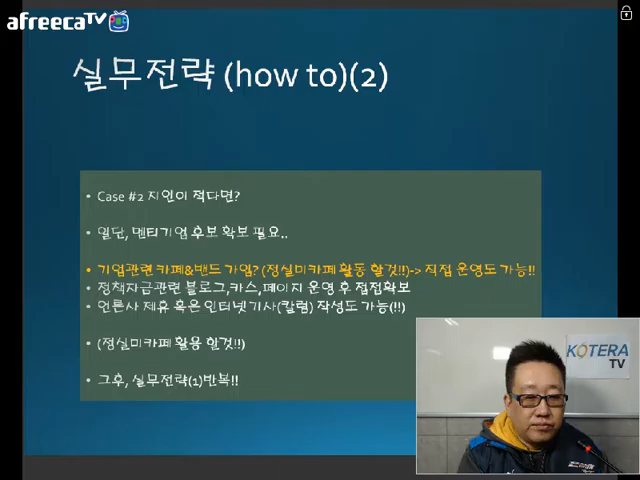 afreecaTV
실무전략 (how to)(2)
• Case #2 지인이 적다면?
• 일단, 멘티기업 후보 확보 필요..
• 기업관련 카페&밴드 가입? (정실미카페 활동 할것!!)-> 직접 운영도 가능!!
• 정책자금관련 블로그,카스,페이지 운영 후 접점확보
• 언론사 제휴 혹은 인터넷기사(칼럼) 작성도 가능(!!)
• (정실미카페 활용 할것!!)
• 그후, 실무전략(1)반복!!
KOTERA
TV